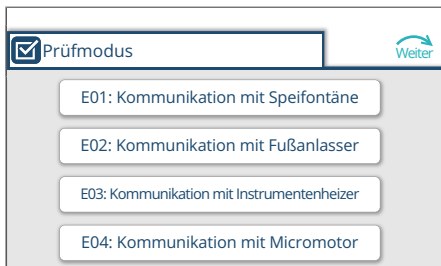 Prüfmodus
Weiter
E01: Kommunikation mit Speifontäne
E02: Kommunikation mit Fußanlasser
E03: Kommunikation mit Instrumentenheizer
E04: Kommunikation mit Micromotor